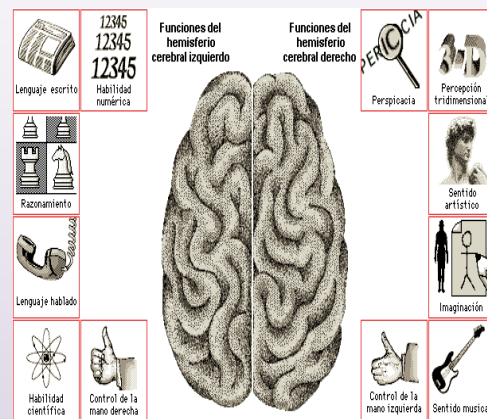 Funciones del
hemisferio
cerebral izquierdo
Funciones del
hemisferio
cerebral derecho
Lenguaje escrito
12345
12345
12345
Habilidad
numérica
Razonamiento
Lenguaje hablado
Habilidad
científica
Control de la
mano derecha
PERICACIA
Perspicacia
3-D
Percepción
tridimensional
Sentido
artístico
Imaginación
Control de la
mano izquierda
Sentido musical